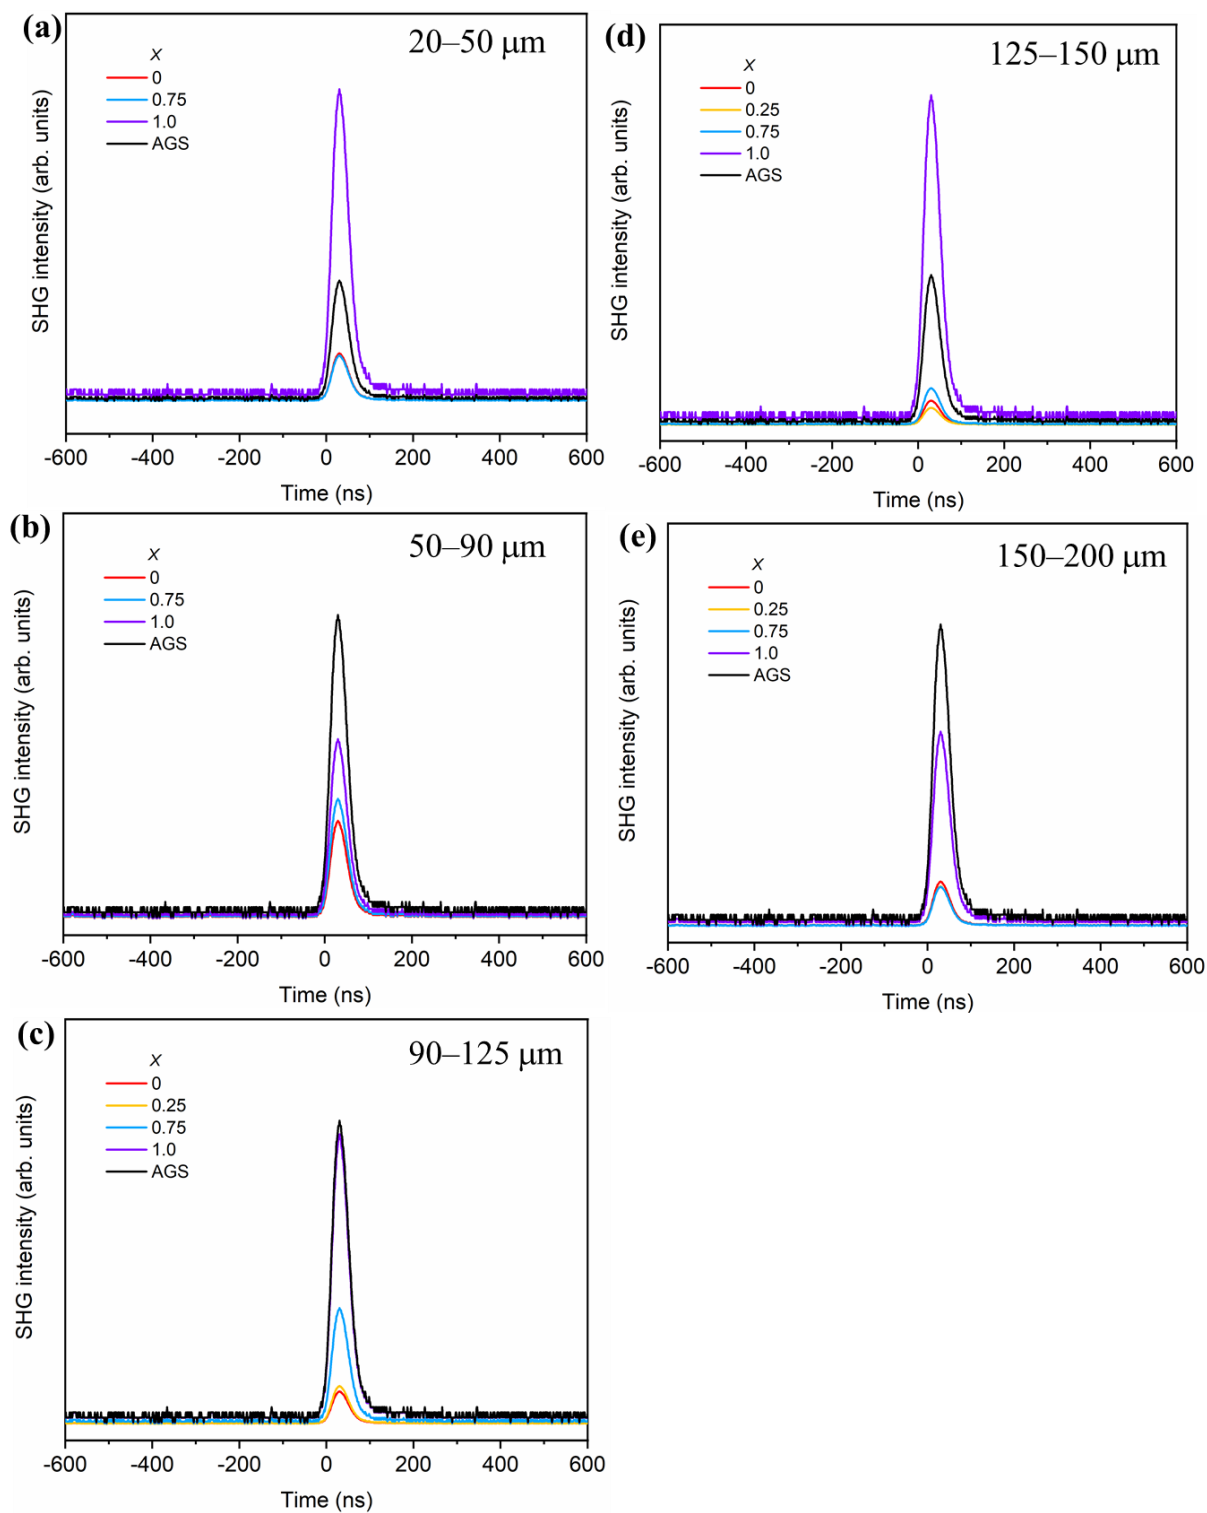 (a)
20–50 μm
x
0
0.75
1.0
AGS
SHG intensity (arb. units)
-600 -400 -200 0 200 400 600
Time (ns)
(d)
125–150 μm
x
0
0.25
0.75
1.0
AGS
SHG intensity (arb. units)
-600 -400 -200 0 200 400 600
Time (ns)
(b)
50–90 μm
x
0
0.75
1.0
AGS
SHG intensity (arb. units)
-600 -400 -200 0 200 400 600
Time (ns)
(e)
150–200 μm
x
0
0.25
0.75
1.0
AGS
SHG intensity (arb. units)
-600 -400 -200 0 200 400 600
Time (ns)
(c)
90–125 μm
x
0
0.25
0.75
1.0
AGS
SHG intensity (arb. units)
-600 -400 -200 0 200 400 600
Time (ns)